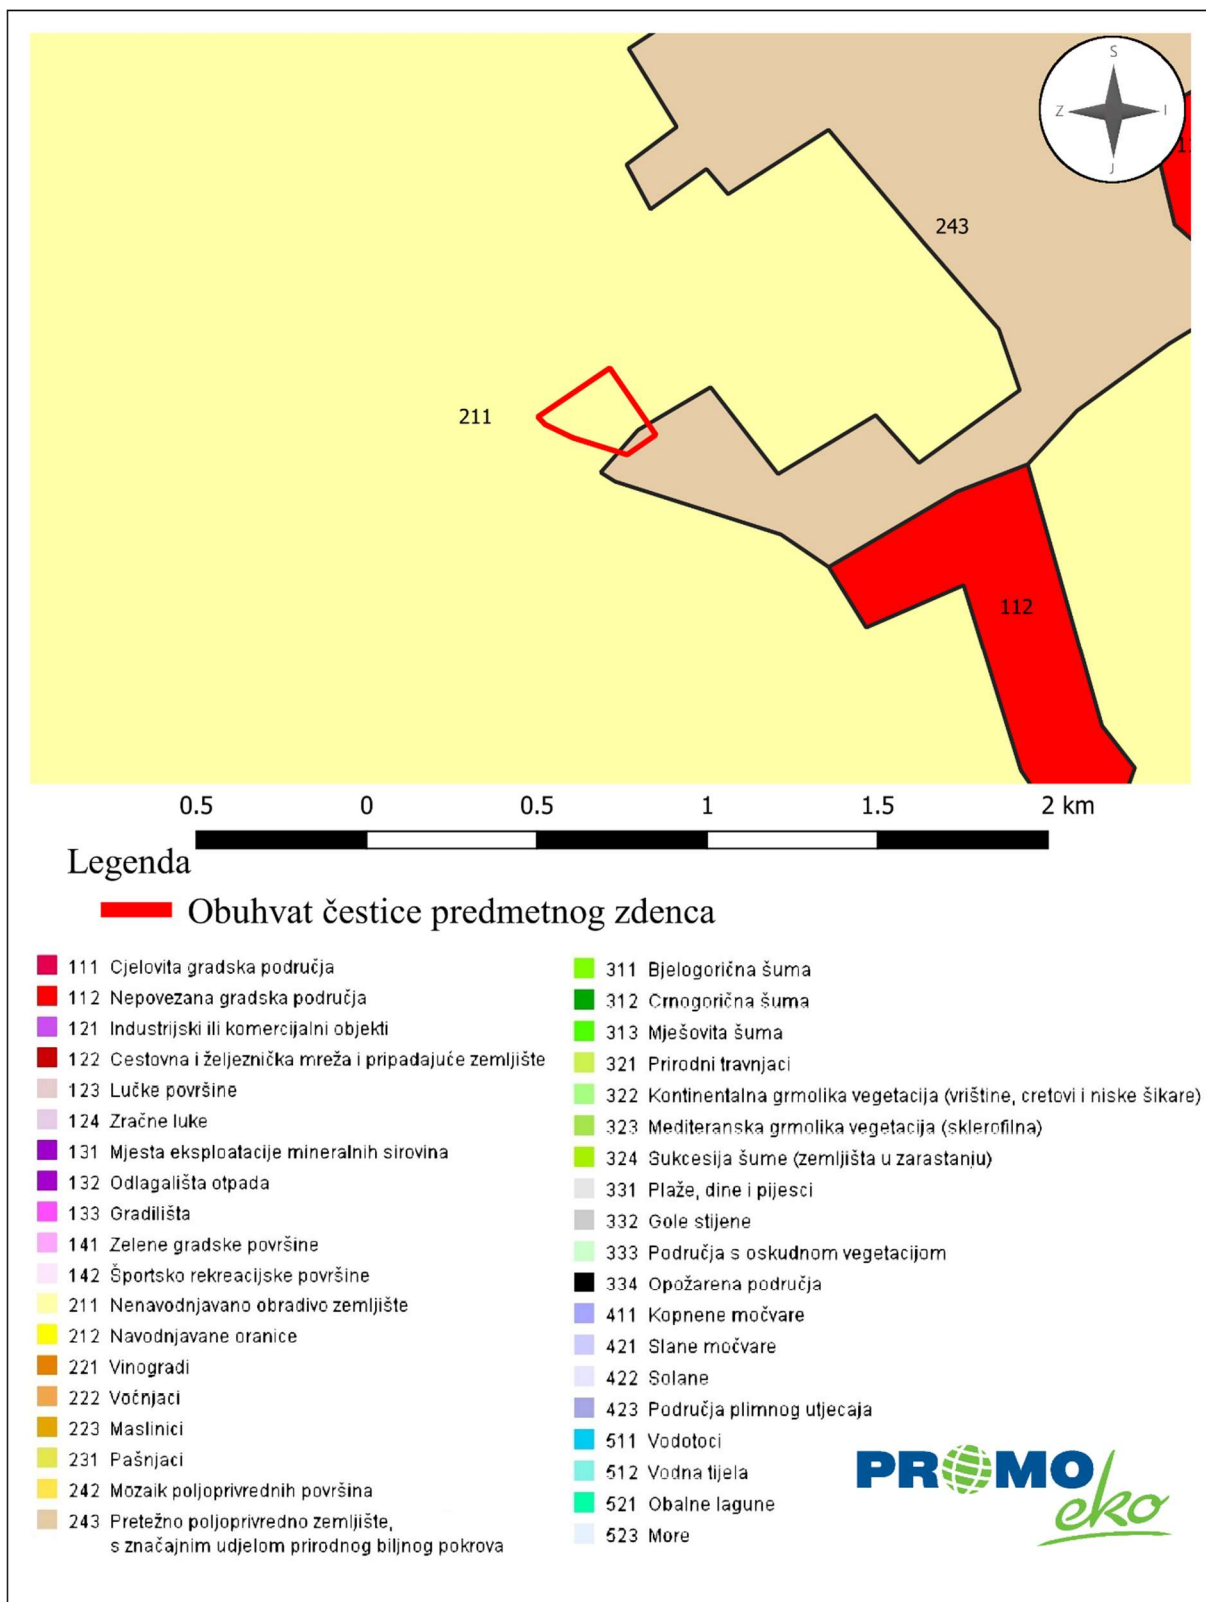 S
Z
I
J
11
243
211
112
0.5 0 0.5 1 1.5 2 km
Legenda
Obuhvat čestice predmetnog zdenca
111 Cjelovita gradska područja
112 Nepovezana gradska područja
121 Industrijski ili komercijalni objekti
122 Cestovna i željeznička mreža i pripadajuće zemljište
123 Lučke površine
124 Zračne luke
131 Mjesta eksploatacije mineralnih sirovina
132 Odlagališta otpada
133 Gradilišta
141 Zelene gradske površine
142 Športsko rekreacijske površine
211 Nenavodnjavano obradivo zemljište
212 Navodnjavane oranice
221 Vinogradi
222 Voćnjaci
223 Maslinici
231 Pašnjaci
242 Mozaik poljoprivrednih površina
243 Pretežno poljoprivredno zemljište,
s značajnim udjelom prirodnog biljnog pokrova
311 Bjelogorična šuma
312 Crnogorična šuma
313 Mješovita šuma
321 Prirodni travnjaci
322 Kontinentalna grmolika vegetacija (vrištine, cretovi i niske šikare)
323 Mediteranska grmolika vegetacija (sklerofilna)
324 Sukcesija šume (zemljišta u zarastanju)
331 Plaže, dine i pijesci
332 Gole stijene
333 Područja s oskudnom vegetacijom
334 Opožarena područja
411 Kopnene močvare
421 Slane močvare
422 Solane
423 Područja plimnog utjecaja
511 Vodotoci
512 Vodna tijela
521 Obalne lagune
523 More
PROMO
eko